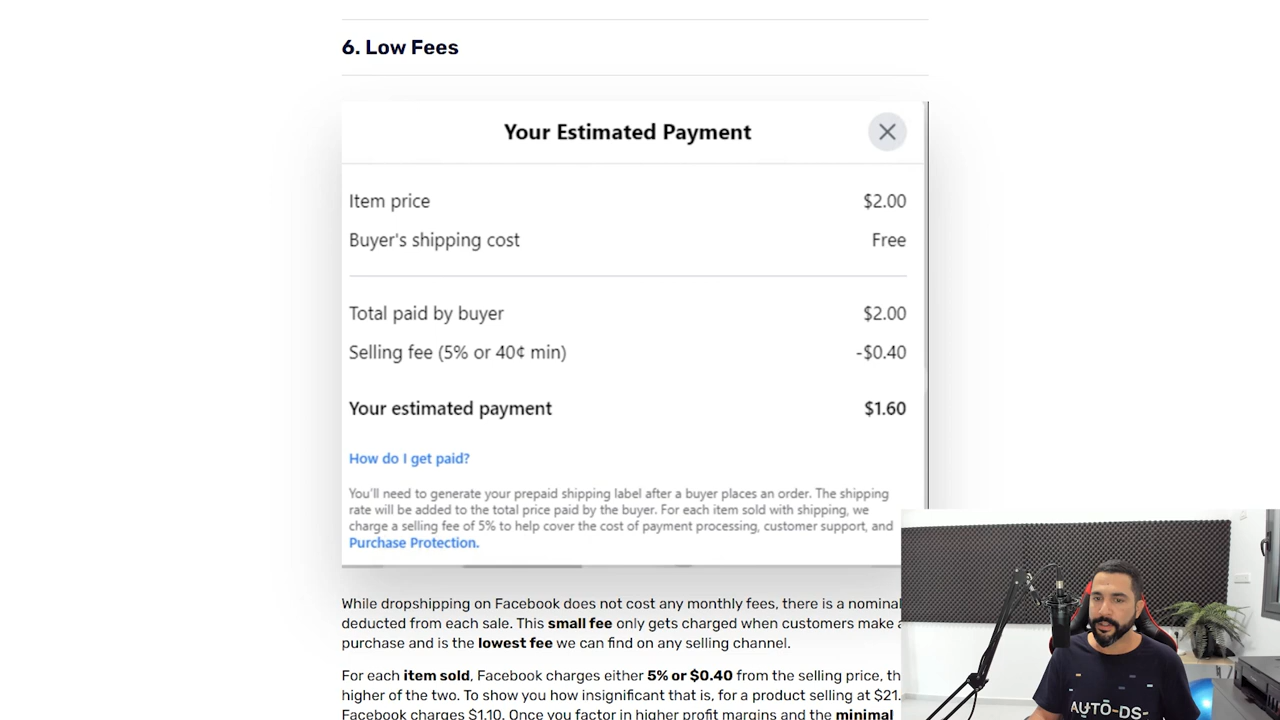 6. Low Fees
Your Estimated Payment
Item price $2.00
Buyer's shipping cost Free
Total paid by buyer $2.00
Selling fee (5% or 40¢ min) -$0.40
Your estimated payment $1.60
How do I get paid?
You'll need to generate your prepaid shipping label after a buyer places an order. The shipping
rate will be added to the total price paid by the buyer. For each item sold with shipping, we
charge a selling fee of 5% to help cover the cost of payment processing, customer support, and
Purchase Protection.
While dropshipping on Facebook does not cost any monthly fees, there is a nominal
deducted from each sale. This small fee only gets charged when customers make
purchase and is the lowest fee we can find on any selling channel.
For each item sold, Facebook charges either 5% or $0.40 from the selling price,
higher of the two. To show you how insignificant that is, for a product selling at $21.
Facebook charges $1.10. Once you factor in higher profit margins and the minimal
AUTO-DS-